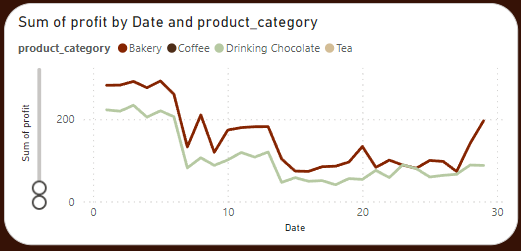 Sum of profit by Date and product_category
product_category Bakery Coffee Drinking Chocolate Tea
Sum of profit
200
0
0 10 20 30
Date